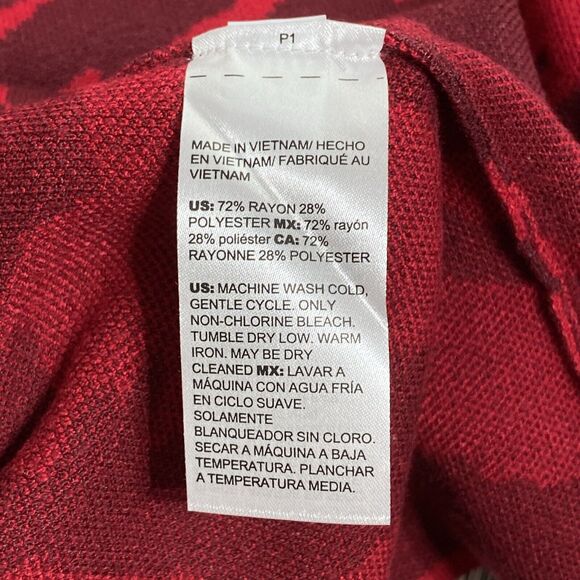 P1
MADE IN VIETNAM/ HECHO
EN VIETNAM/ FABRIQUÉ AU
VIETNAM
US: 72% RAYON 28%
POLYESTER MX: 72% rayón
28% poliéster CA: 72%
RAYONNE 28% POLYESTER
US: MACHINE WASH COLD,
GENTLE CYCLE. ONLY
NON-CHLORINE BLEACH.
TUMBLE DRY LOW. WARM
IRON. MAY BE DRY
CLEANED MX: LAVAR A
MÁQUINA CON AGUA FRÍA
EN CICLO SUAVE.
SOLAMENTE
BLANQUEADOR SIN CLORO.
SECAR A MÁQUINA A BAJA
TEMPERATURA. PLANCHAR
A TEMPERATURA MEDIA.